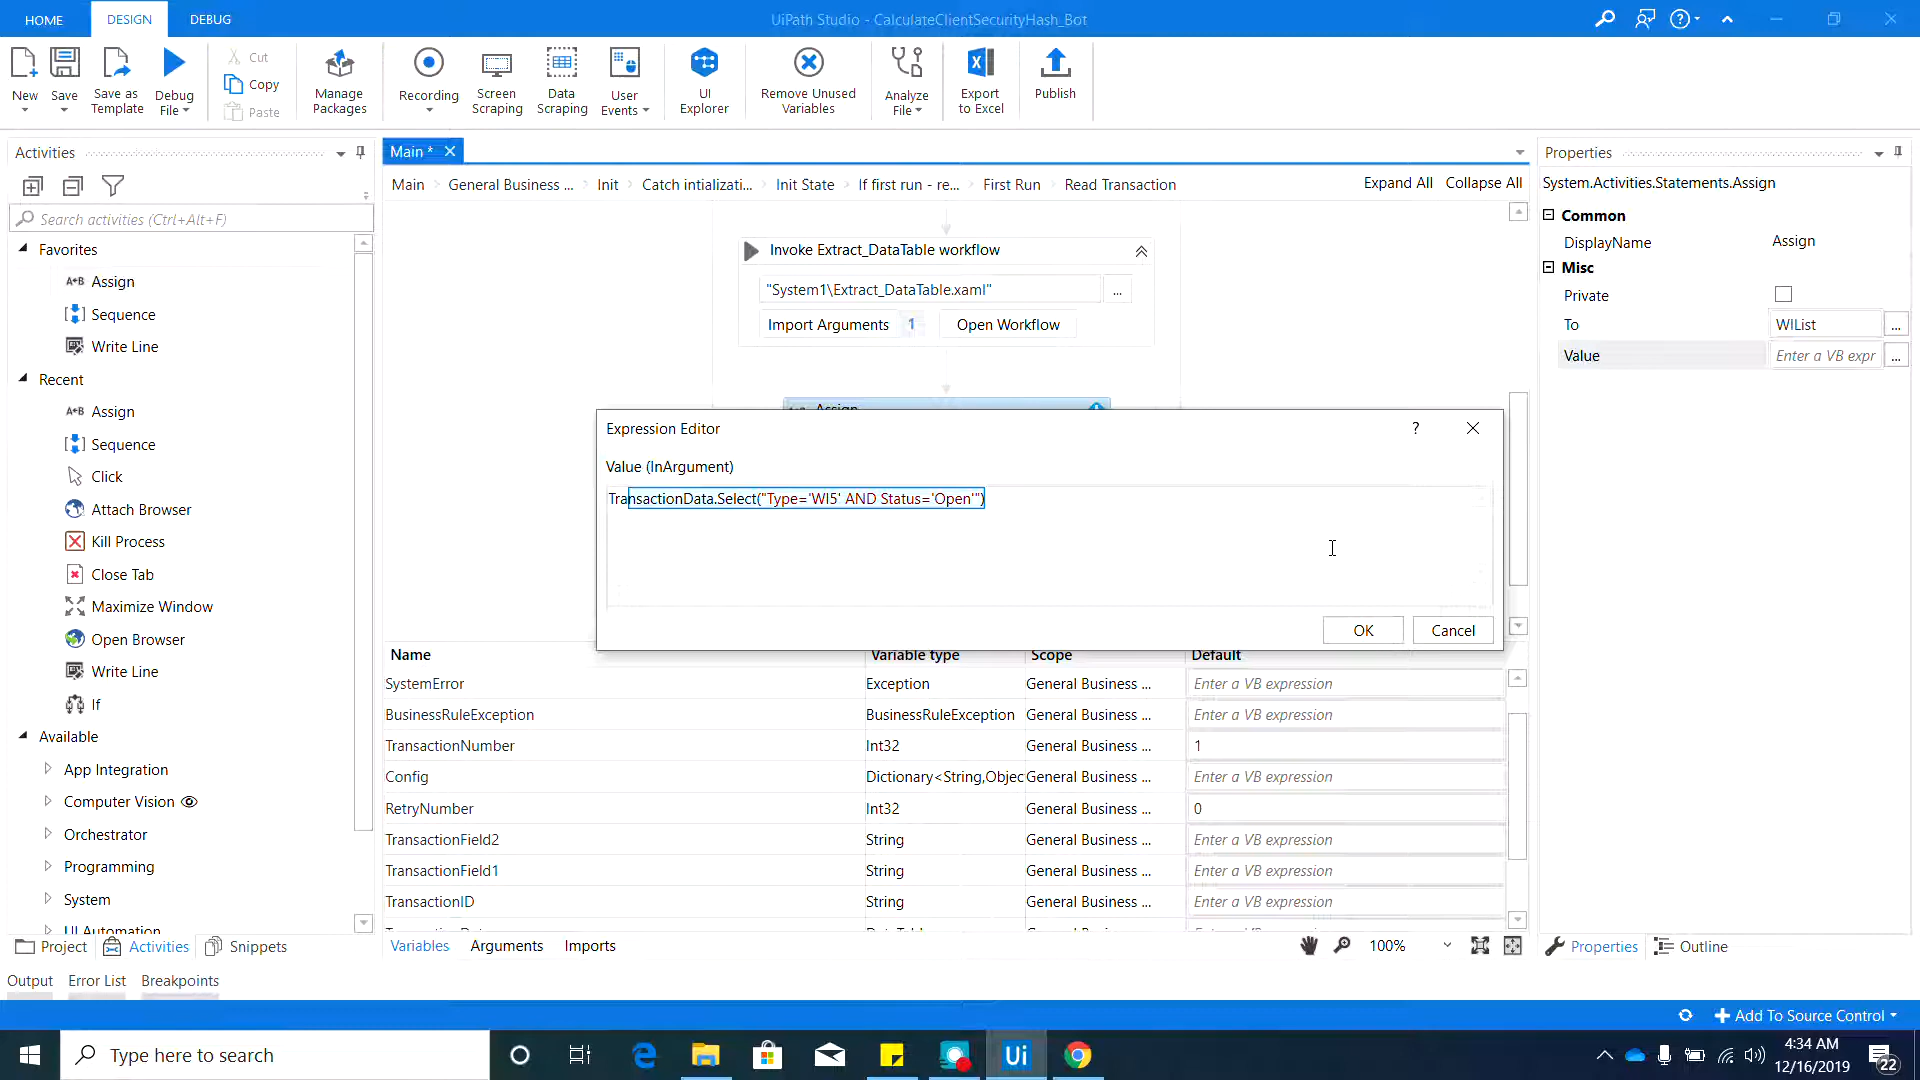 HOME
DESIGN
DEBUG
UiPath Studio - CalculateClientSecurityHash_Bot
New
Save
Save as Template
Debug File
Cut
Copy
Paste
Manage Packages
Recording
Screen Scraping
Data Scraping
User Events
UI Explorer
Remove Unused Variables
Analyze File
Export to Excel
Publish
Activities
Search activities (Ctrl+Alt+F)
Favorites
A+B Assign
Sequence
Write Line
Recent
A+B Assign
Sequence
Click
Attach Browser
Kill Process
Close Tab
Maximize Window
Open Browser
Write Line
If
Available
App Integration
Computer Vision
Orchestrator
Programming
System
UI Automation
Project
Activities
Snippets
Output
Error List
Breakpoints
Main *
Main > General Business ... > Init > Catch intializati... > Init State > If first run - re... > First Run > Read Transaction
Expand All
Collapse All
Invoke Extract_DataTable workflow
"System1\Extract_DataTable.xaml"
...
Import Arguments 1
Open Workflow
Assign
Expression Editor
?
Value (InArgument)
TransactionData.Select("Type='WI5' AND Status='Open'")
OK
Cancel
Name Variable type Scope Default
SystemError Exception General Business ... Enter a VB expression
BusinessRuleException BusinessRuleException General Business ... Enter a VB expression
TransactionNumber Int32 General Business ... 1
Config Dictionary<String,Objec General Business ... Enter a VB expression
RetryNumber Int32 General Business ... 0
TransactionField2 String General Business ... Enter a VB expression
TransactionField1 String General Business ... Enter a VB expression
TransactionID String General Business ... Enter a VB expression
Variables
Arguments
Imports
100%
Properties
System.Activities.Statements.Assign
Common
DisplayName Assign
Misc
Private
To WIList ...
Value Enter a VB expr ...
Properties
Outline
Add To Source Control
Type here to search
Ui
4:34 AM
12/16/2019
22